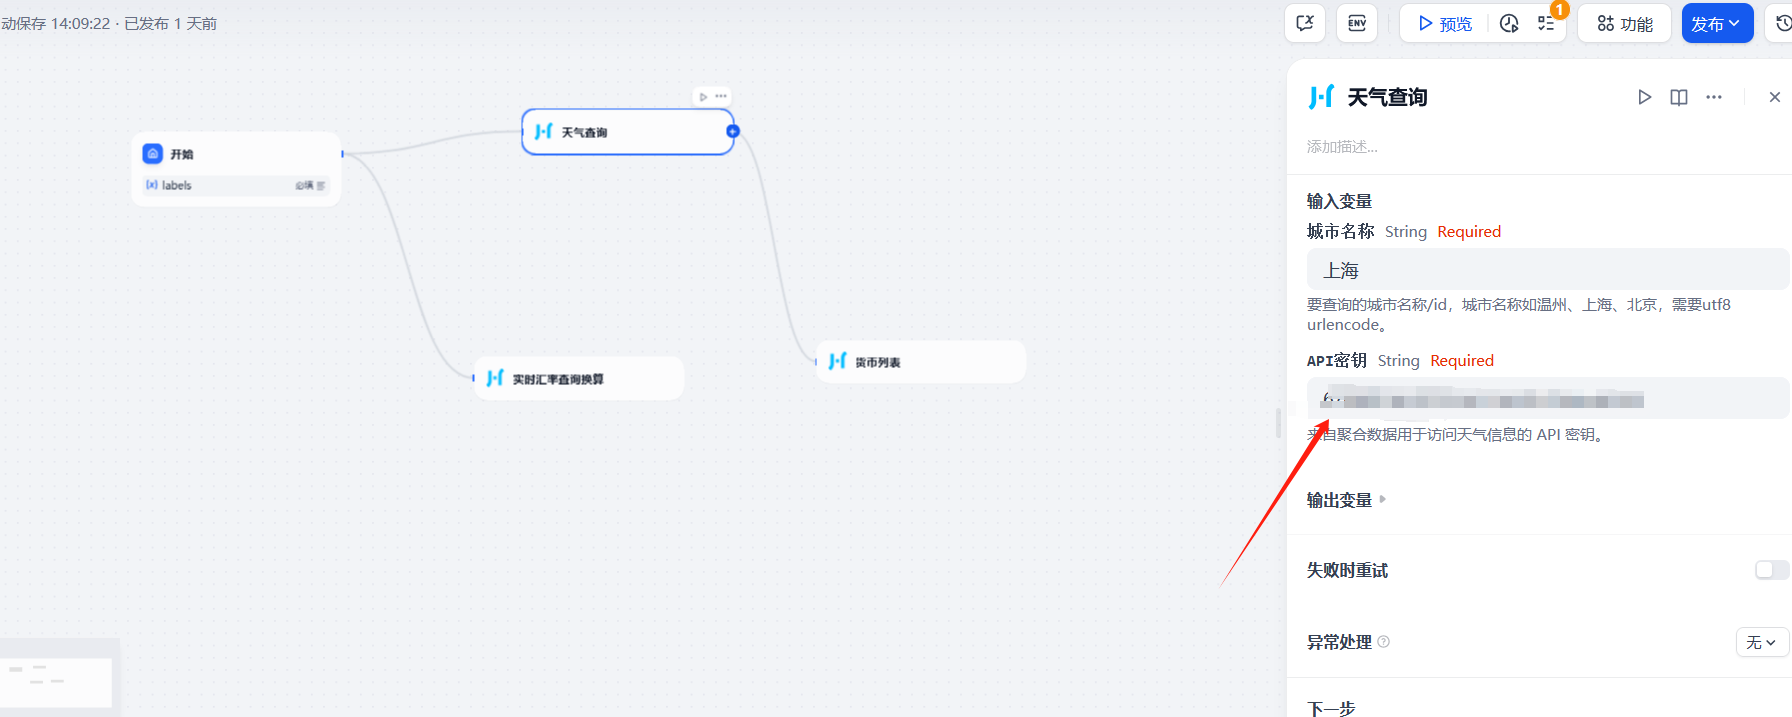 动保存 14:09:22 · 已发布 1 天前
ENV
预览
1
功能
发布
天气查询
开始
labels
必填
天气查询
添加描述...
输入变量
城市名称 String Required
上海
要查询的城市名称/id，城市名称如温州、上海、北京，需要utf8
urlencode。
货币列表
实时汇率查询换算
API密钥 String Required
来自聚合数据用于访问天气信息的 API 密钥。
输出变量
失败时重试
异常处理
无
下一步